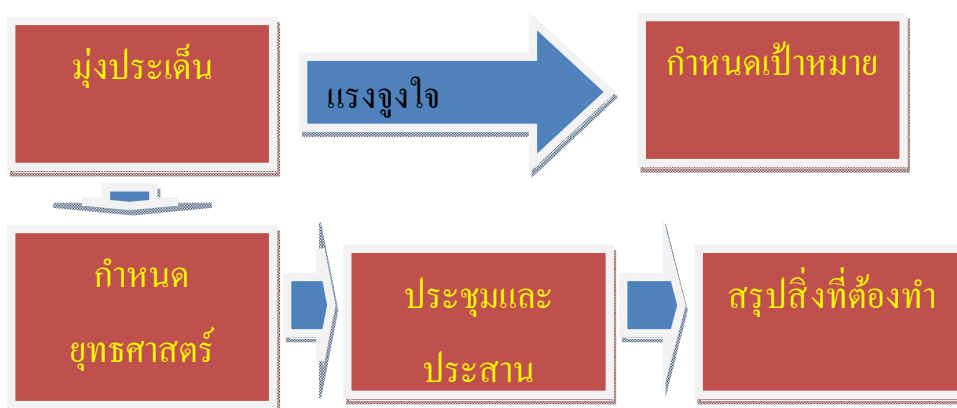 มุ่งประเด็น
แรงจูงใจ
กำหนดเป้าหมาย
กำหนด
ยุทธศาสตร์
ประชุมและ
ประสาน
สรุปสิ่งที่ต้องทำ